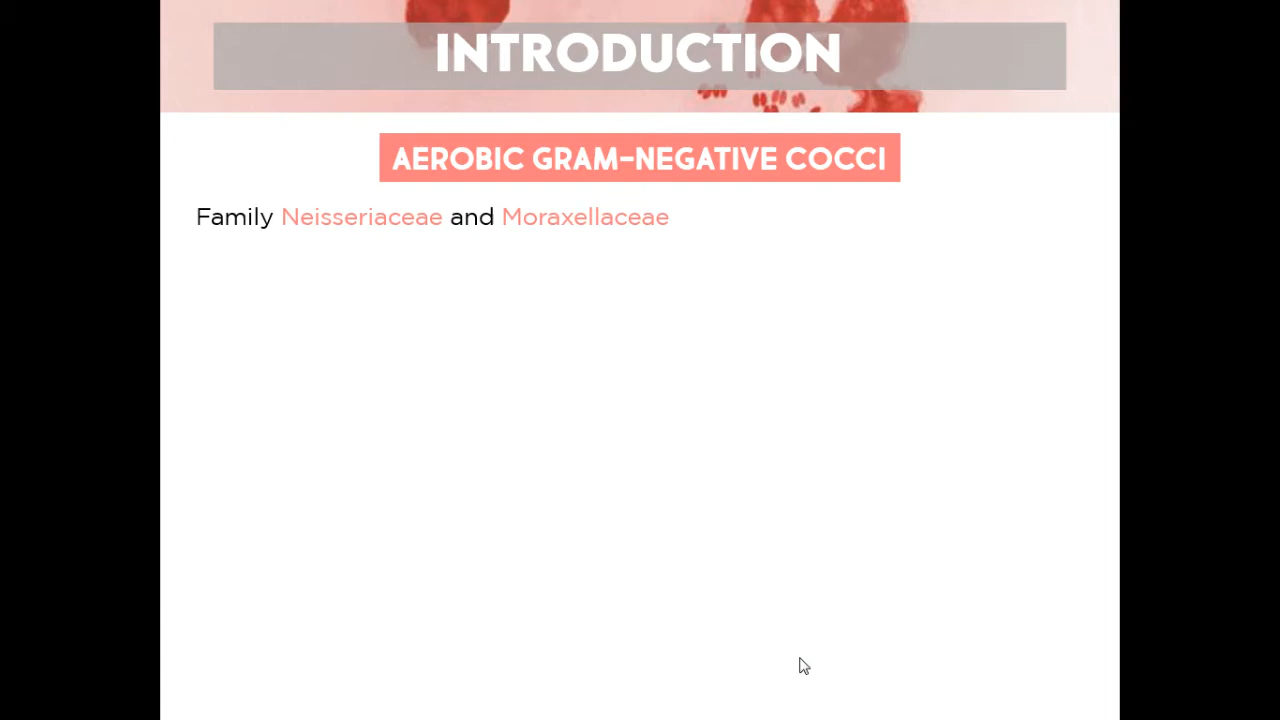 INTRODUCTION
AEROBIC GRAM-NEGATIVE COCCI
Family Neisseriaceae and Moraxellaceae